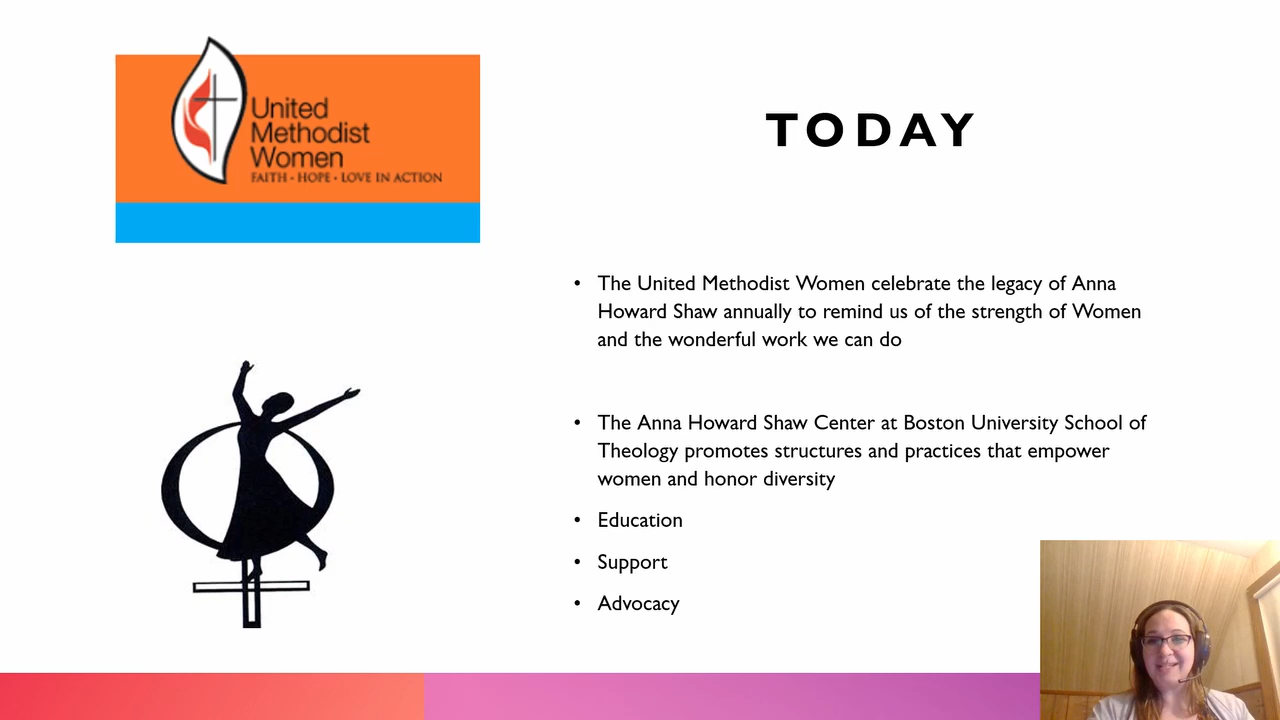 United
Methodist
Women
FAITH • HOPE • LOVE IN ACTION
TODAY
• The United Methodist Women celebrate the legacy of Anna
Howard Shaw annually to remind us of the strength of Women
and the wonderful work we can do
• The Anna Howard Shaw Center at Boston University School of
Theology promotes structures and practices that empower
women and honor diversity
• Education
• Support
• Advocacy